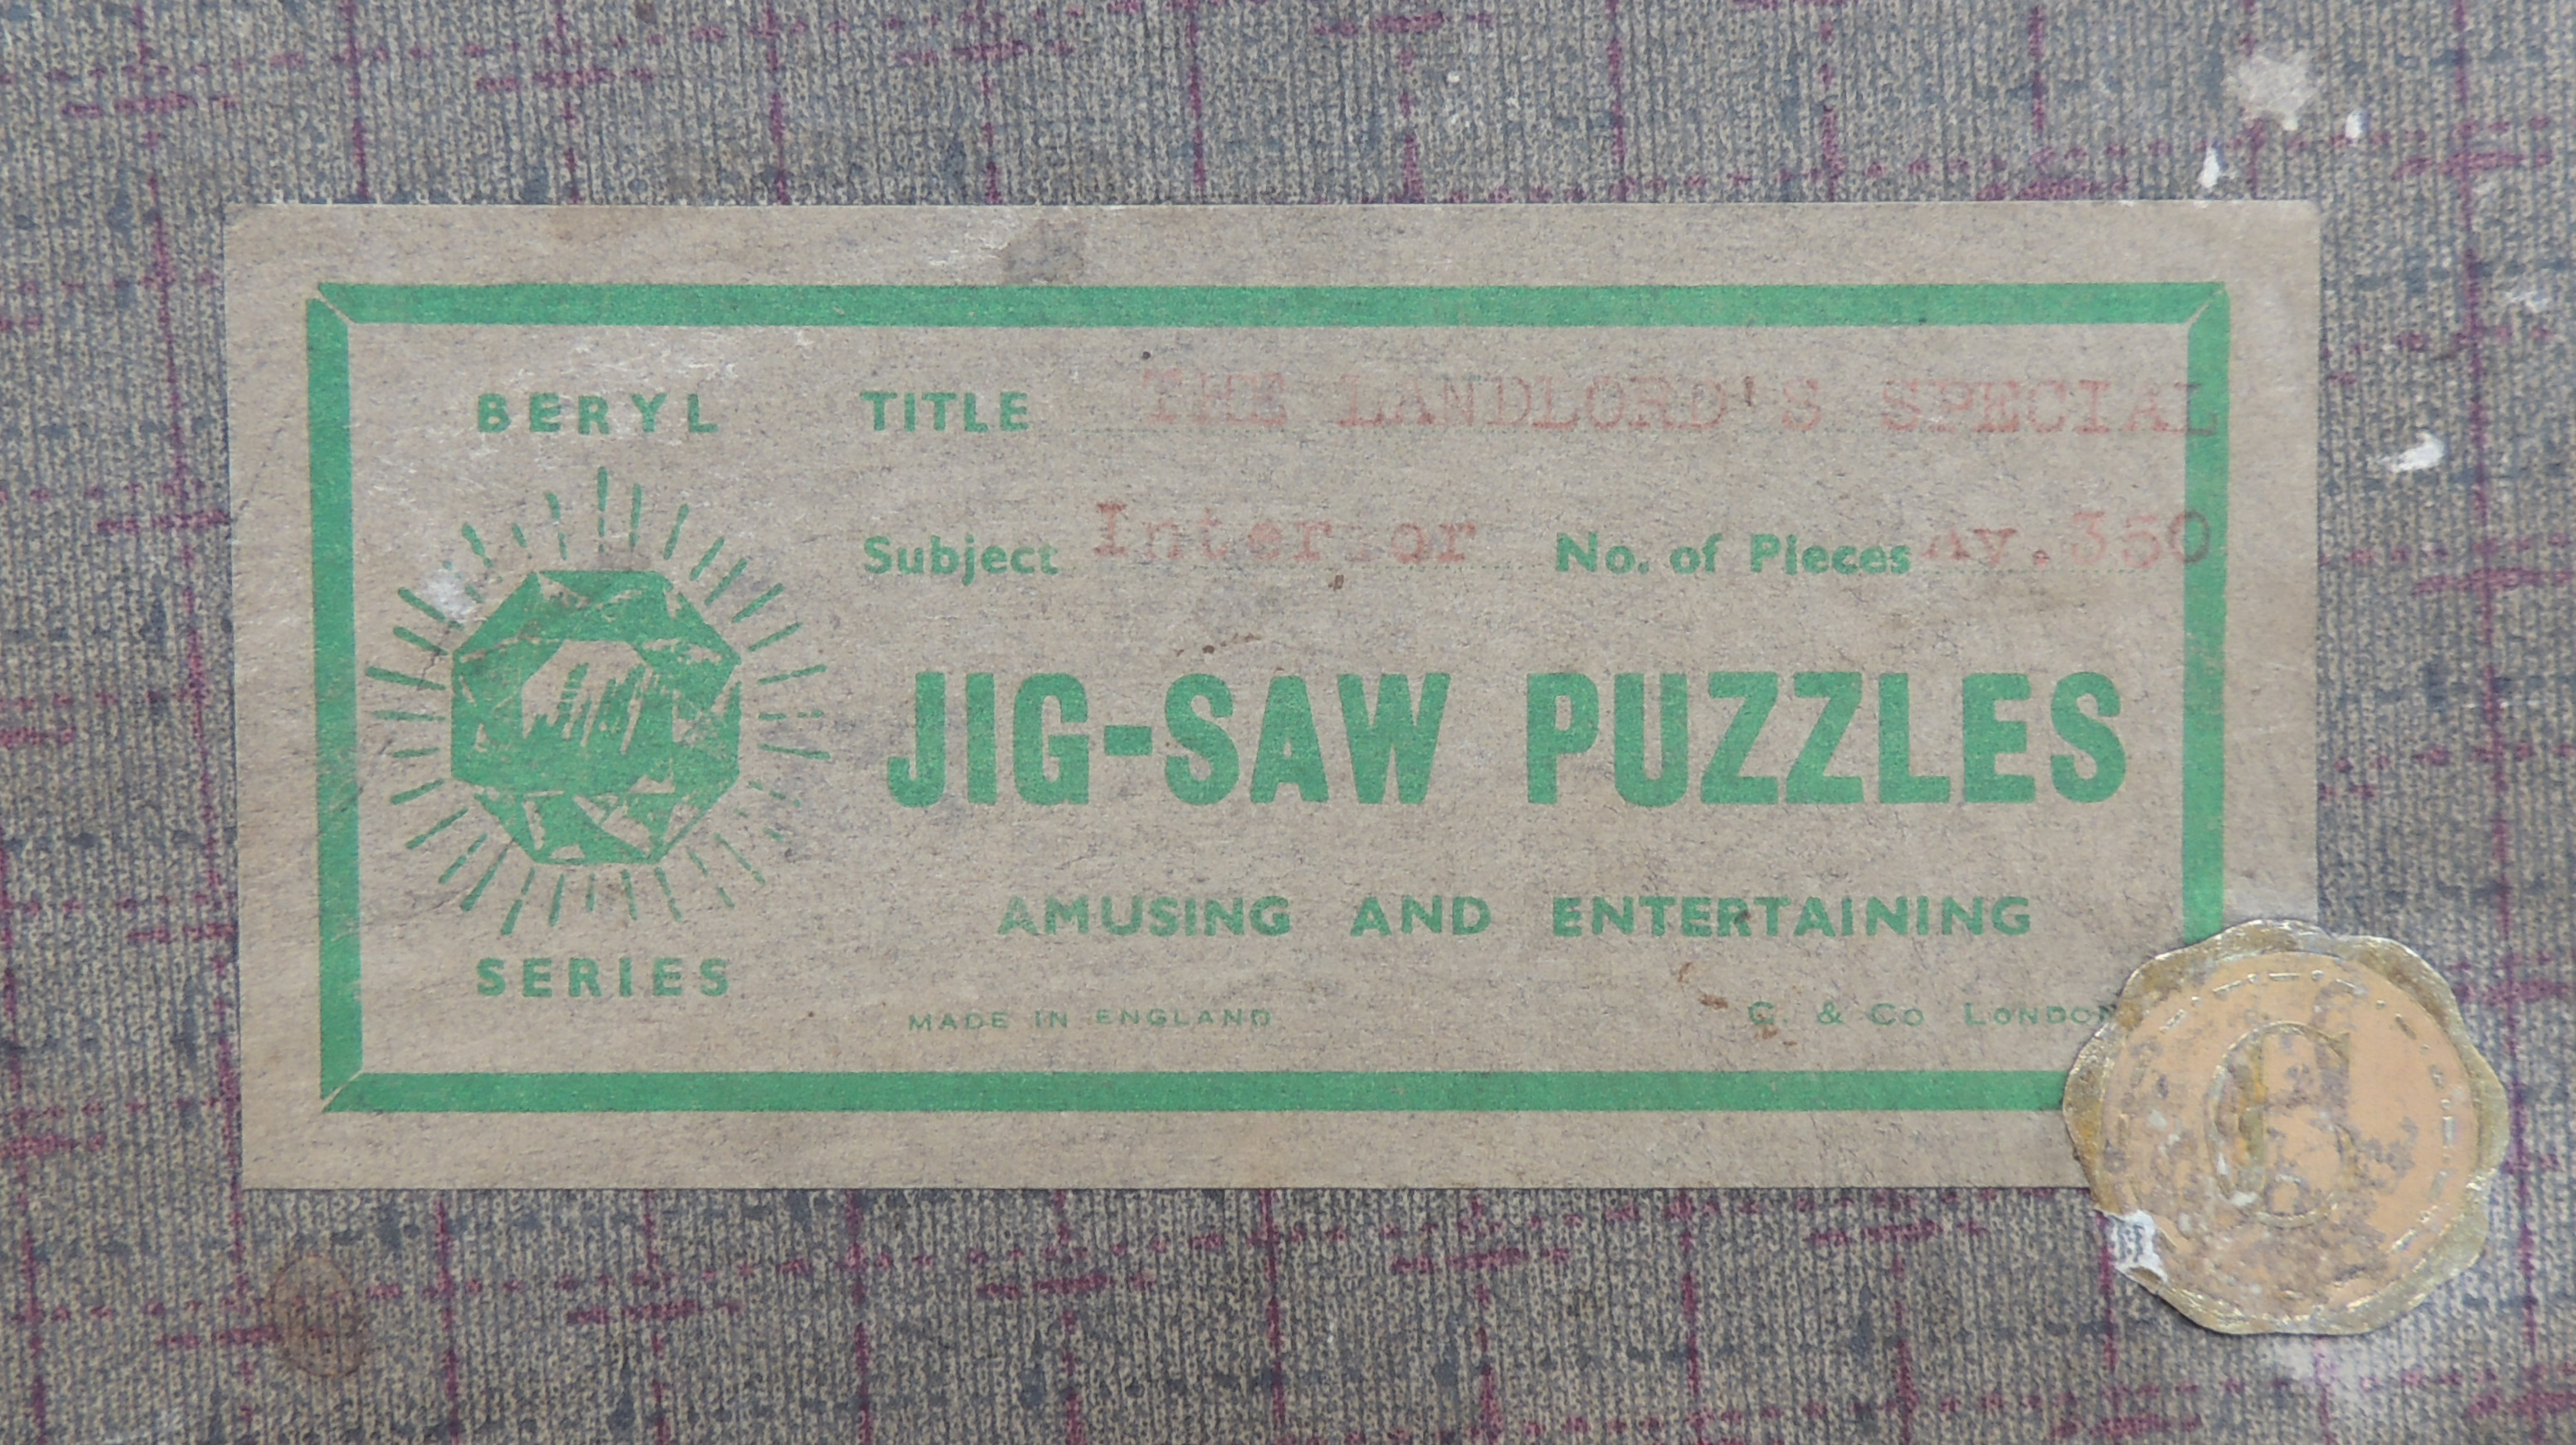 BERYL
TITLE THE LANDLORD'S SPECIAL
Subject Interior No. of Pieces Av.350
JIG-SAW PUZZLES
AMUSING AND ENTERTAINING
SERIES
MADE IN ENGLAND C. & Co LONDON